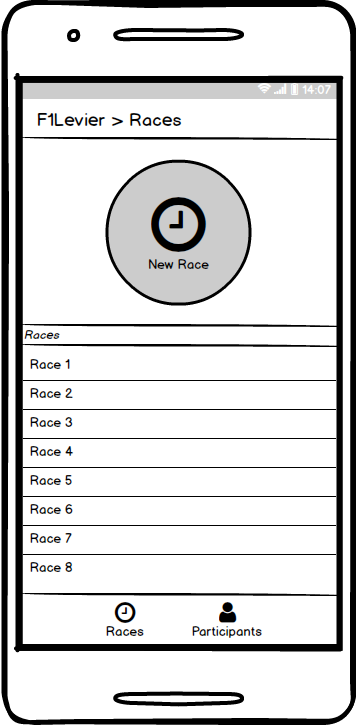 14:07
F1Levier > Races
New Race
Races
Race 1
Race 2
Race 3
Race 4
Race 5
Race 6
Race 7
Race 8
Races
Participants